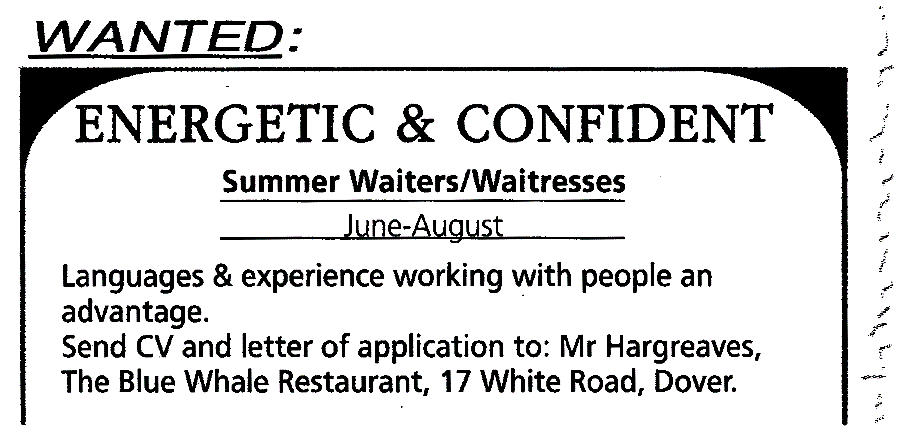 WANTED:
ENERGETIC & CONFIDENT
Summer Waiters/Waitresses
June-August
Languages & experience working with people an
advantage.
Send CV and letter of application to: Mr Hargreaves,
The Blue Whale Restaurant, 17 White Road, Dover.